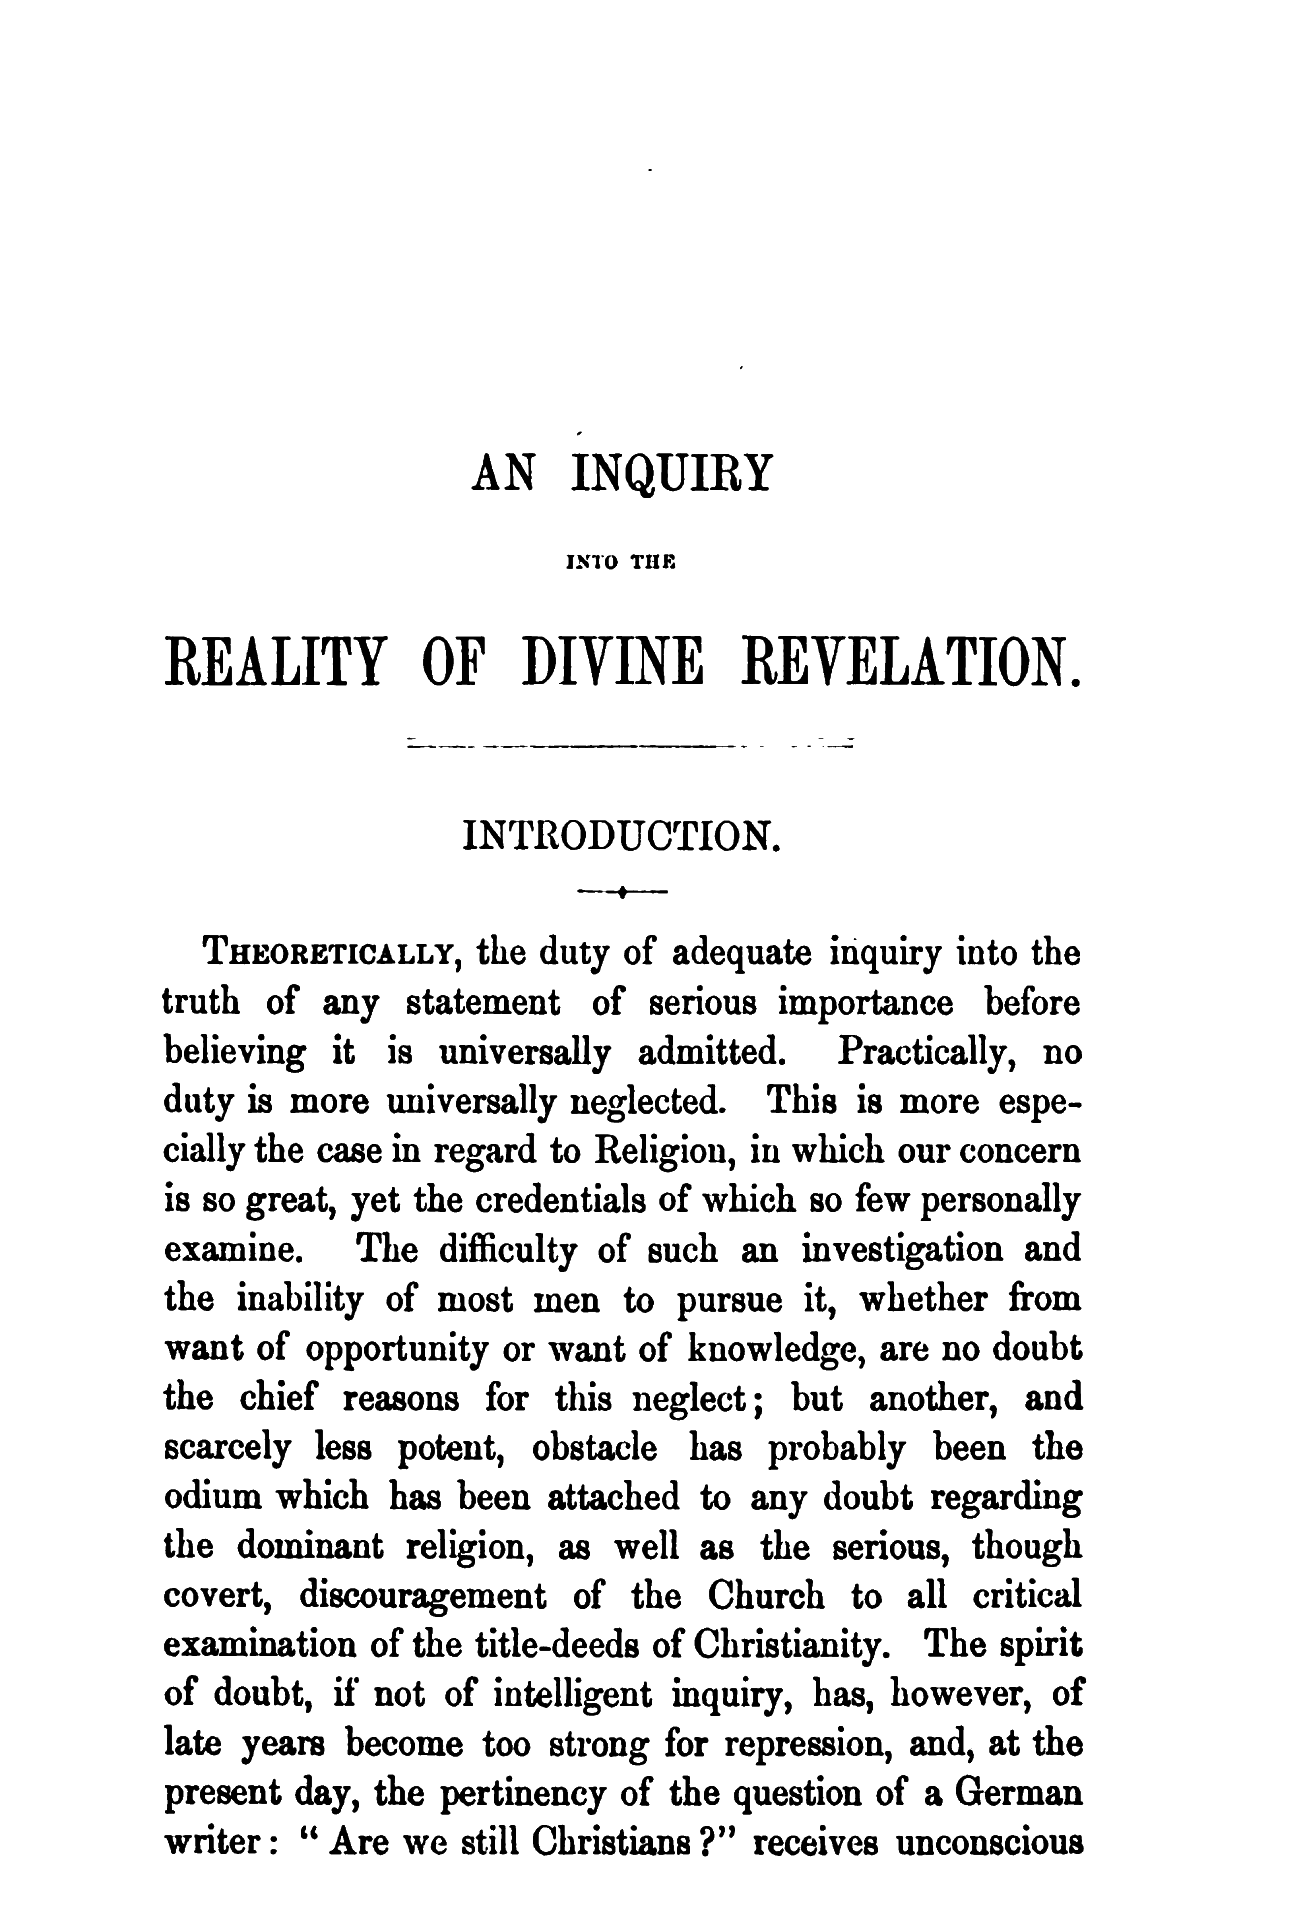 AN INQUIRY
INTO THE
REALITY OF DIVINE REVELATION.
INTRODUCTION.
THEORETICALLY, the duty of adequate inquiry into the
truth of any statement of serious importance before
believing it is universally admitted. Practically, no
duty is more universally neglected. This is more espe-
cially the case in regard to Religion, in which our concern
is so great, yet the credentials of which so few personally
examine. The difficulty of such an investigation and
the inability of most men to pursue it, whether from
want of opportunity or want of knowledge, are no doubt
the chief reasons for this neglect; but another, and
scarcely less potent, obstacle has probably been the
odium which has been attached to any doubt regarding
the dominant religion, as well as the serious, though
covert, discouragement of the Church to all critical
examination of the title-deeds of Christianity. The spirit
of doubt, if not of intelligent inquiry, has, however, of
late years become too strong for repression, and, at the
present day, the pertinency of the question of a German
writer: “ Are we still Christians?” receives unconscious